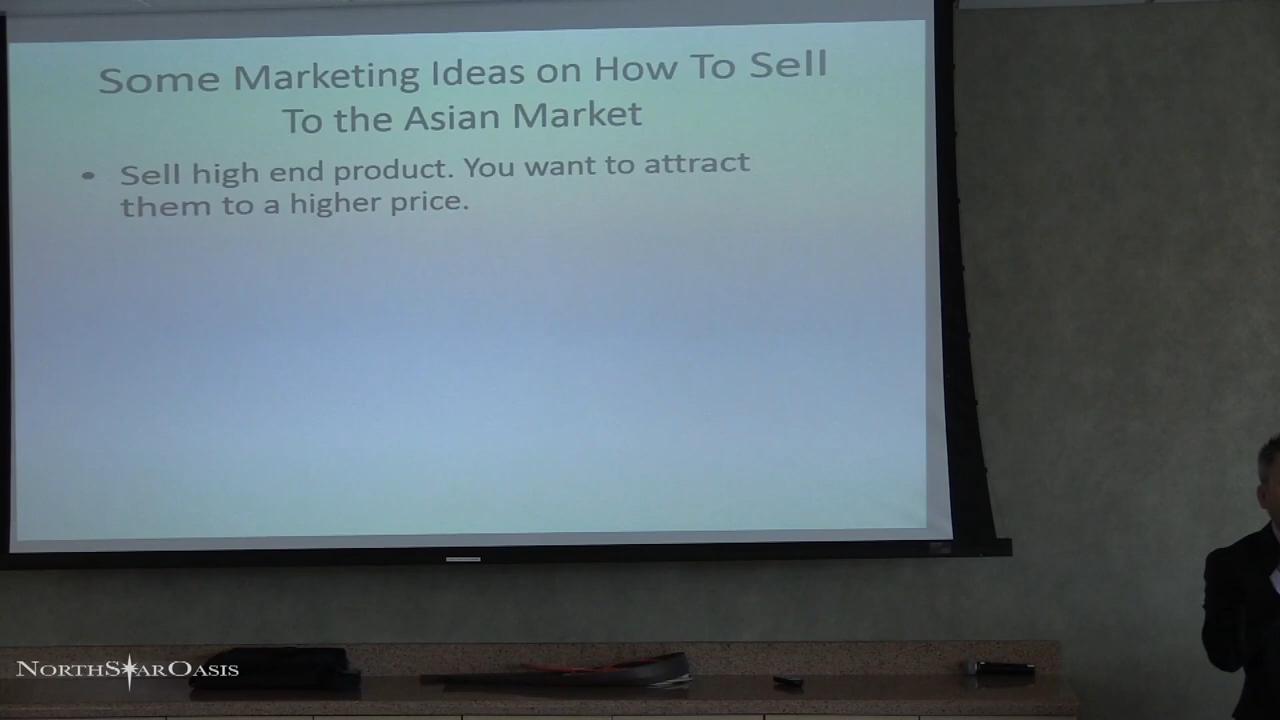 Some Marketing Ideas on How To Sell
To the Asian Market
• Sell high end product. You want to attract
them to a higher price.
NORTHSTAROASIS